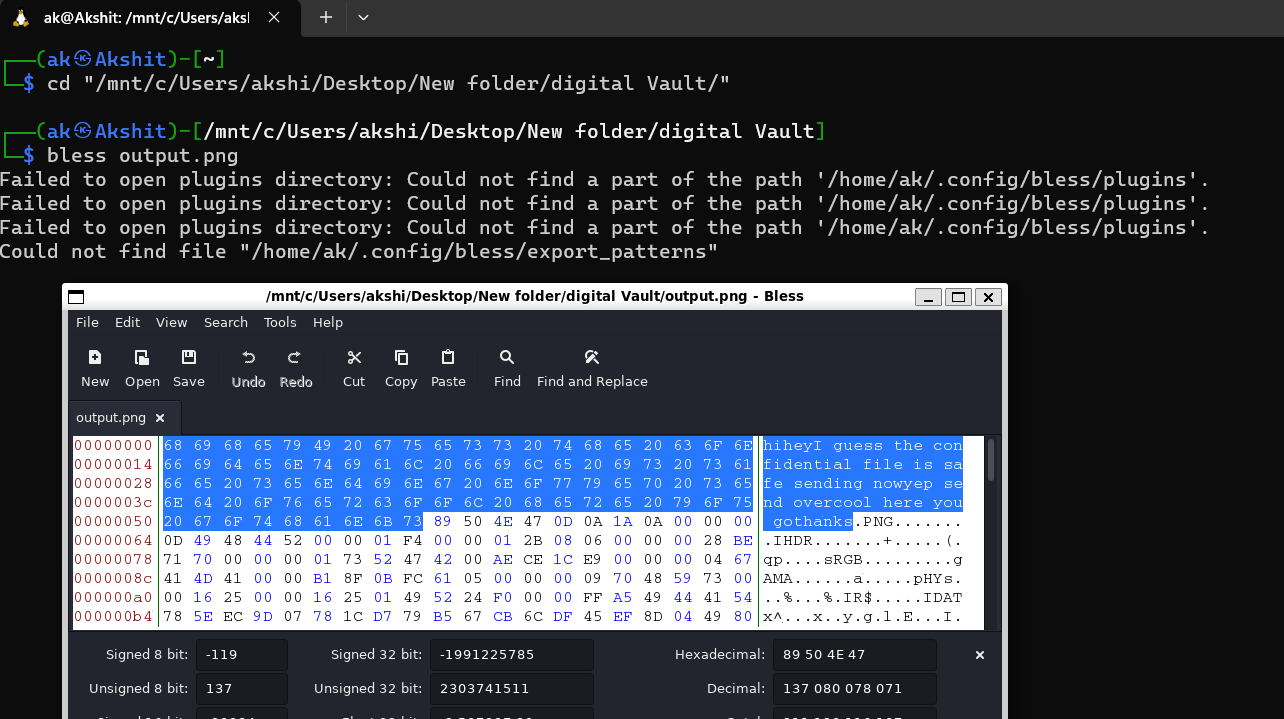 ak@Akshit: /mnt/c/Users/aks
┌──(ak㉿Akshit)-[~]
└─$ cd "/mnt/c/Users/akshi/Desktop/New folder/digital Vault/"
┌──(ak㉿Akshit)-[/mnt/c/Users/akshi/Desktop/New folder/digital Vault]
└─$ bless output.png
Failed to open plugins directory: Could not find a part of the path '/home/ak/.config/bless/plugins'.
Failed to open plugins directory: Could not find a part of the path '/home/ak/.config/bless/plugins'.
Failed to open plugins directory: Could not find a part of the path '/home/ak/.config/bless/plugins'.
Could not find file "/home/ak/.config/bless/export_patterns"
/mnt/c/Users/akshi/Desktop/New folder/digital Vault/output.png - Bless
File Edit View Search Tools Help
New Open Save Undo Redo Cut Copy Paste Find Find and Replace
output.png
00000000 68 69 68 65 79 49 20 67 75 65 73 73 20 74 68 65 20 63 6F 6E hiheyI guess the con
00000014 66 69 64 65 6E 74 69 61 6C 20 66 69 6C 65 20 69 73 20 73 61 fidential file is sa
00000028 66 65 20 73 65 6E 64 69 6E 67 20 6E 6F 77 79 65 70 20 73 65 fe sending nowyep se
0000003c 6E 64 20 6F 76 65 72 63 6F 6F 6C 20 68 65 72 65 20 79 6F 75 nd overcool here you
00000050 20 67 6F 74 68 61 6E 6B 73 89 50 4E 47 0D 0A 1A 0A 00 00 00 gothanks.PNG.......
00000064 0D 49 48 44 52 00 00 01 F4 00 00 01 2B 08 06 00 00 00 28 BE .IHDR.......+.....(.
00000078 71 70 00 00 00 01 73 52 47 42 00 AE CE 1C E9 00 00 00 04 67 qp....sRGB.........g
0000008c 41 4D 41 00 00 B1 8F 0B FC 61 05 00 00 00 09 70 48 59 73 00 AMA......a.....pHYs.
000000a0 00 16 25 00 00 16 25 01 49 52 24 F0 00 00 FF A5 49 44 41 54 ..%...%.IR$.....IDAT
000000b4 78 5E EC 9D 07 78 1C D7 79 B5 67 CB 6C DF 45 EF 8D 04 49 80 x^...x..y.g.l.E...I.
Signed 8 bit: -119 Signed 32 bit: -1991225785 Hexadecimal: 89 50 4E 47
Unsigned 8 bit: 137 Unsigned 32 bit: 2303741511 Decimal: 137 080 078 071